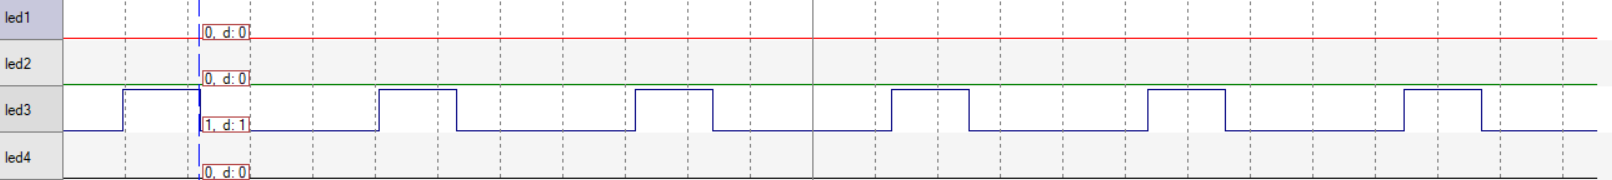 led1
0, d: 0
led2
0, d: 0
led3
1, d: 1
led4
0, d: 0